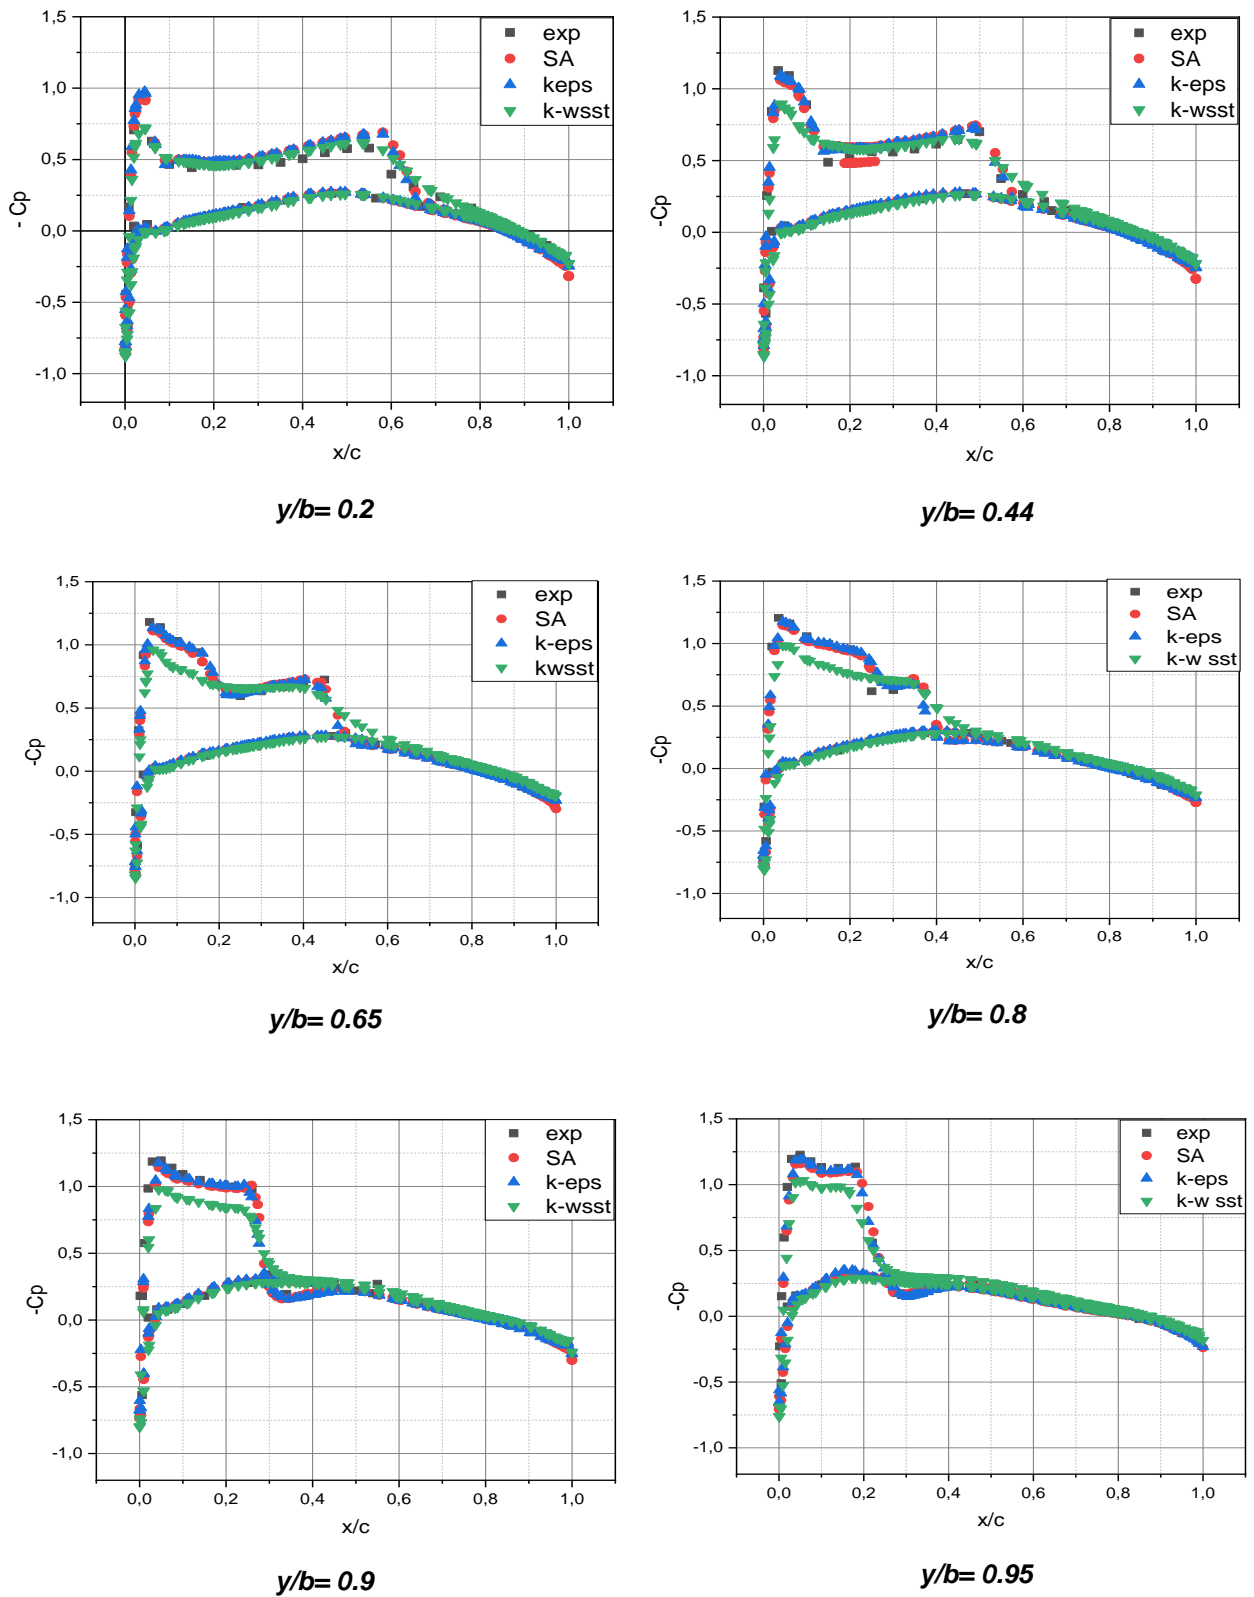 1,5
1,0
0,5
0,0
-0,5
-1,0
- Cp
0,0 0,2 0,4 0,6 0,8 1,0
x/c
exp
SA
keps
k-wsst
y/b= 0.2
1,5
1,0
0,5
0,0
-0,5
-1,0
-Cp
0,0 0,2 0,4 0,6 0,8 1,0
x/c
exp
SA
k-eps
k-wsst
y/b= 0.44
1,5
1,0
0,5
0,0
-0,5
-1,0
-Cp
0,0 0,2 0,4 0,6 0,8 1,0
x/c
exp
SA
k-eps
kwsst
y/b= 0.65
1,5
1,0
0,5
0,0
-0,5
-1,0
-Cp
0,0 0,2 0,4 0,6 0,8 1,0
x/c
exp
SA
k-eps
k-w sst
y/b= 0.8
1,5
1,0
0,5
0,0
-0,5
-1,0
-Cp
0,0 0,2 0,4 0,6 0,8 1,0
x/c
exp
SA
k-eps
k-wsst
y/b= 0.9
1,5
1,0
0,5
0,0
-0,5
-1,0
-Cp
0,0 0,2 0,4 0,6 0,8 1,0
x/c
exp
SA
k-eps
k-w sst
y/b= 0.95